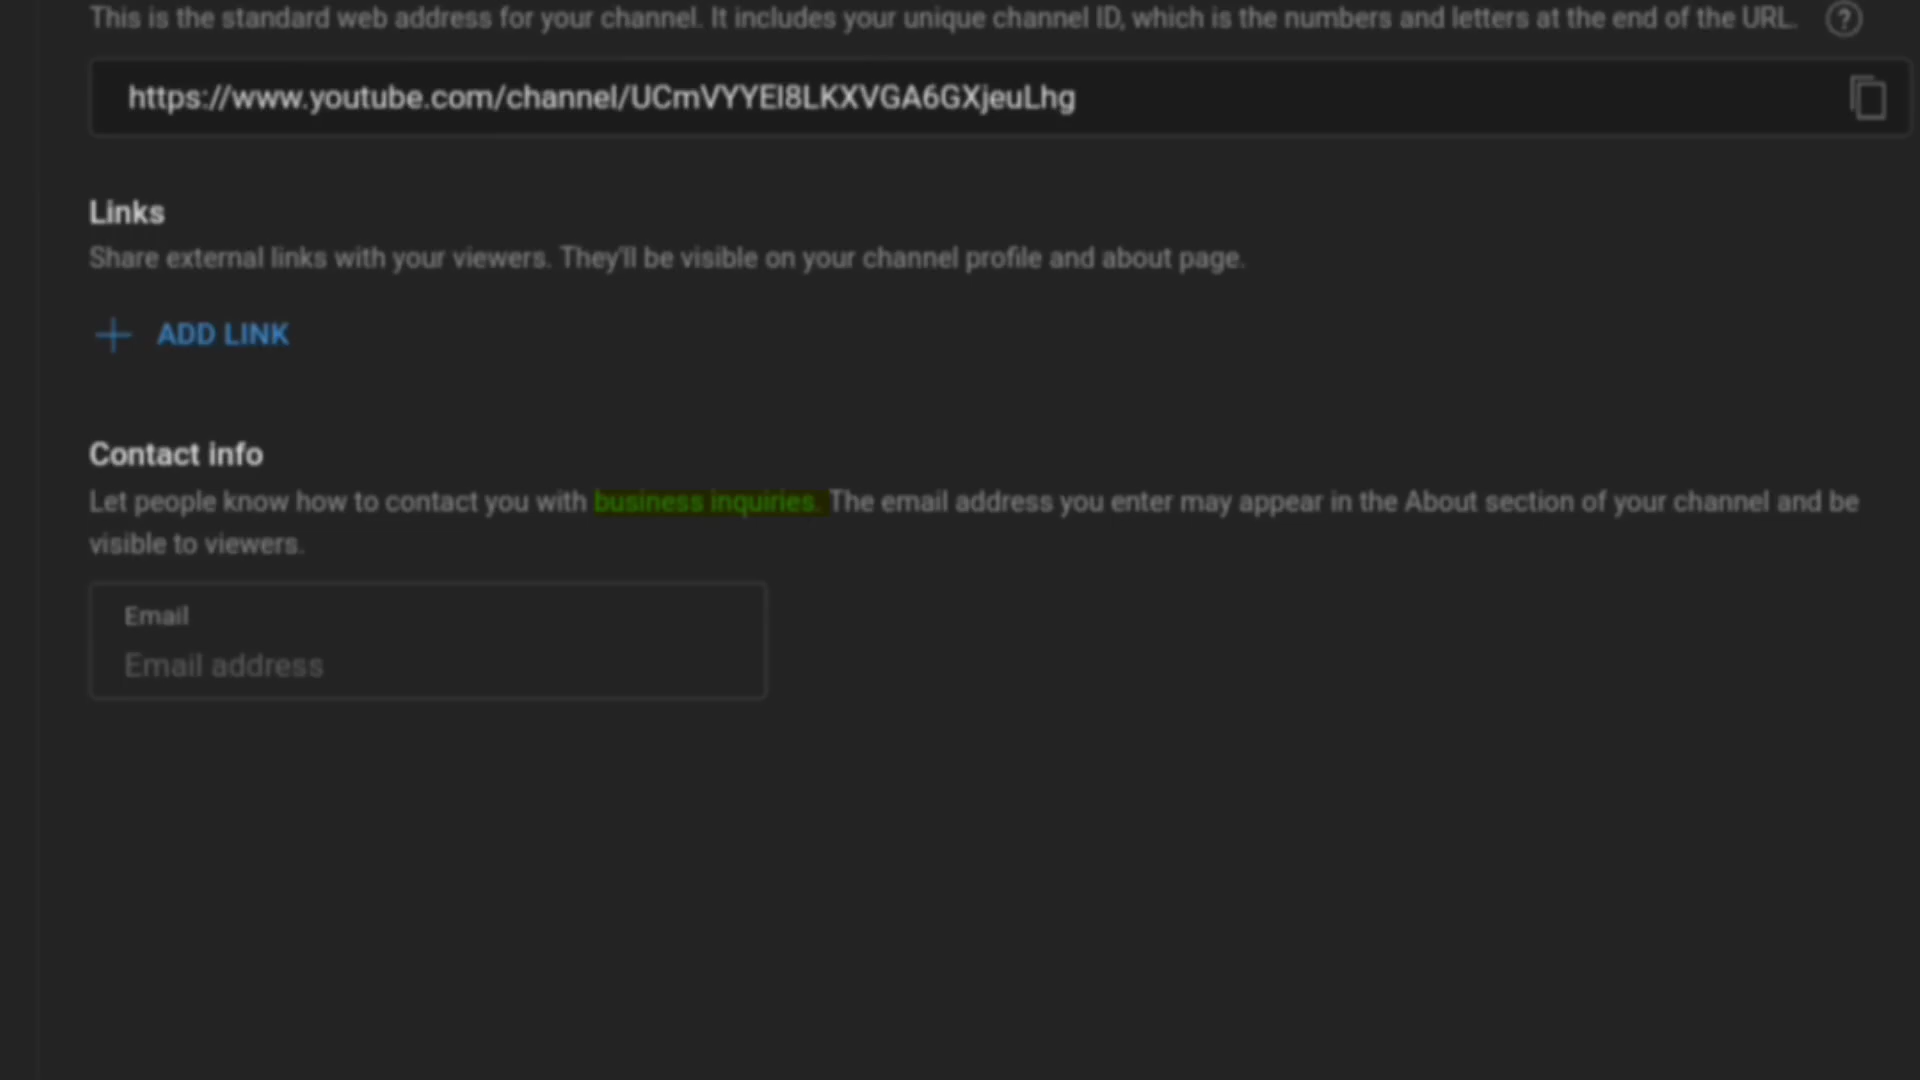 This is the standard web address for your channel. It includes your unique channel ID, which is the numbers and letters at the end of the URL.
https://www.youtube.com/channel/UCmVYYEI8LKXVGA6GXjeuLhg
Links
Share external links with your viewers. They'll be visible on your channel profile and about page.
ADD LINK
Contact info
Let people know how to contact you with business inquiries. The email address you enter may appear in the About section of your channel and be
visible to viewers.
Email
Email address